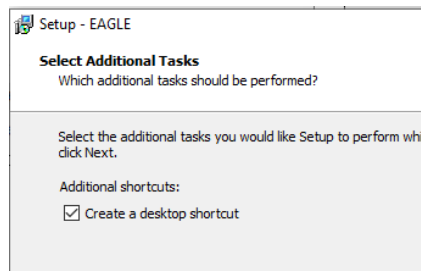 Setup - EAGLE
Select Additional Tasks
Which additional tasks should be performed?
Select the additional tasks you would like Setup to perform
click Next.
Additional shortcuts:
Create a desktop shortcut